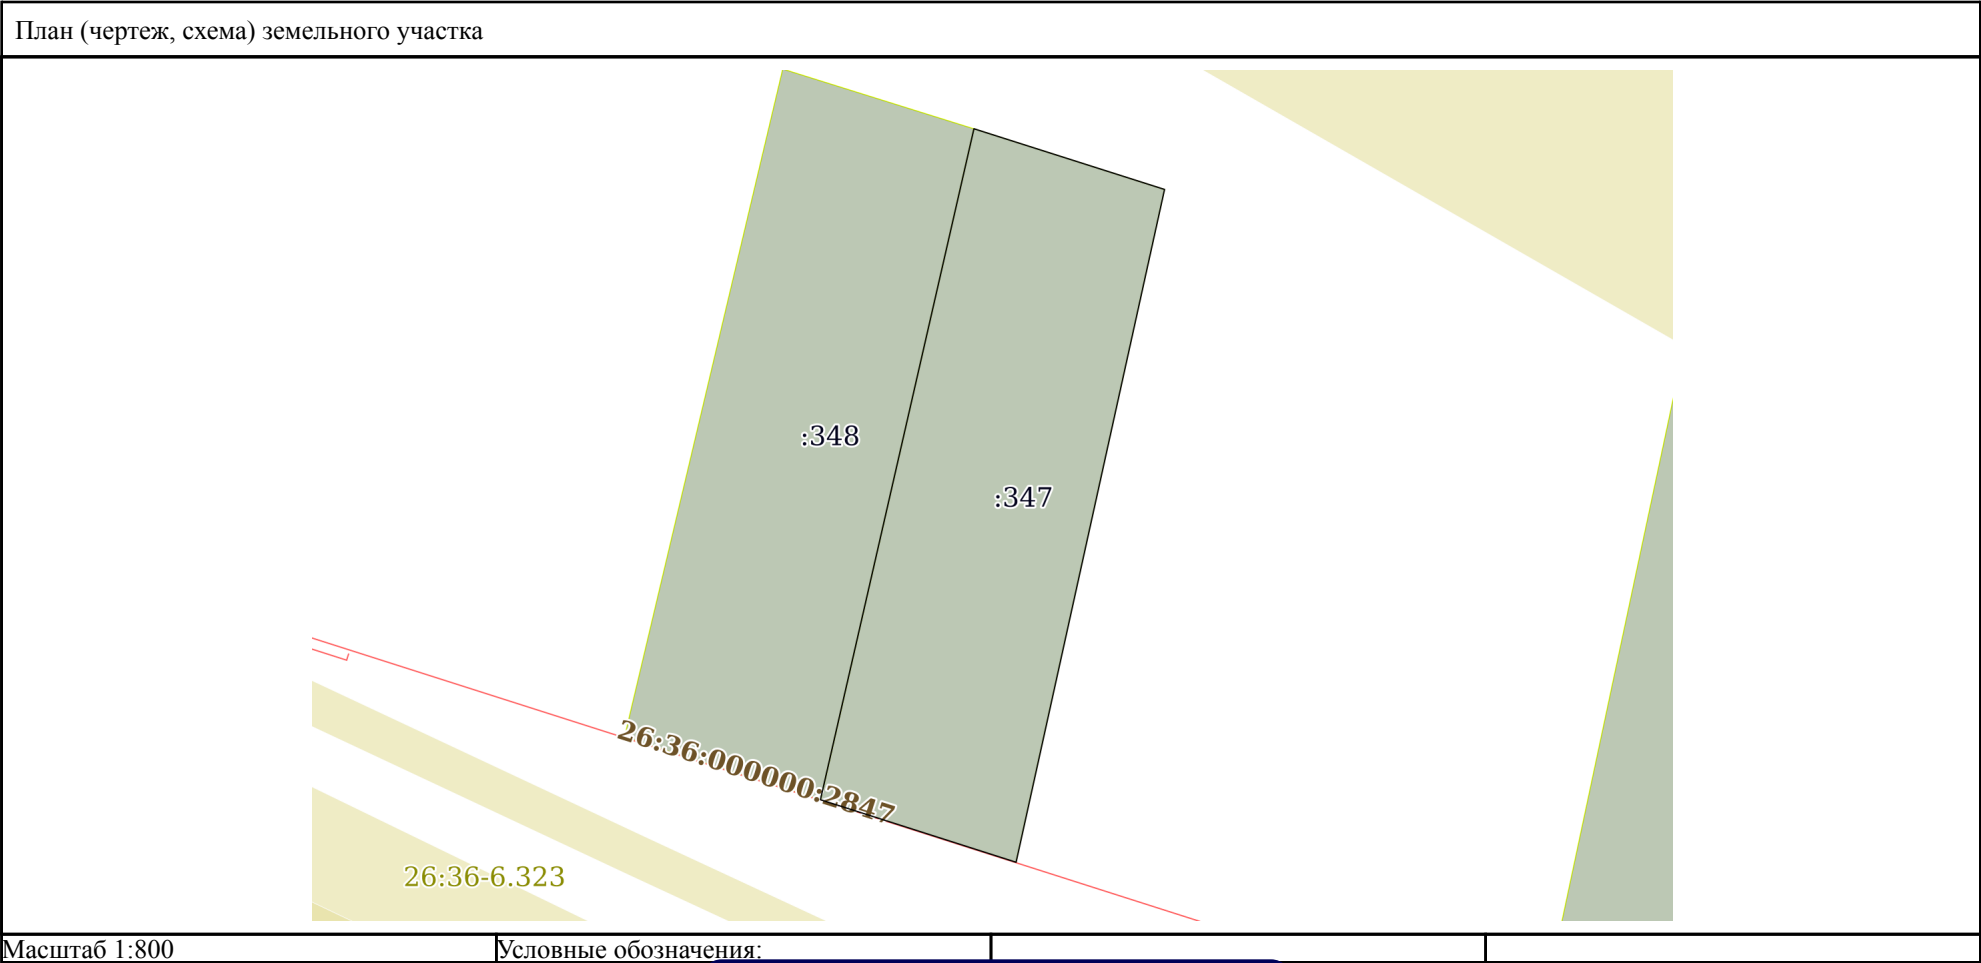 План (чертеж, схема) земельного участка
:348
:347
26:36:000000:2847
26:36-6.323
Масштаб 1:800
Условные обозначения: